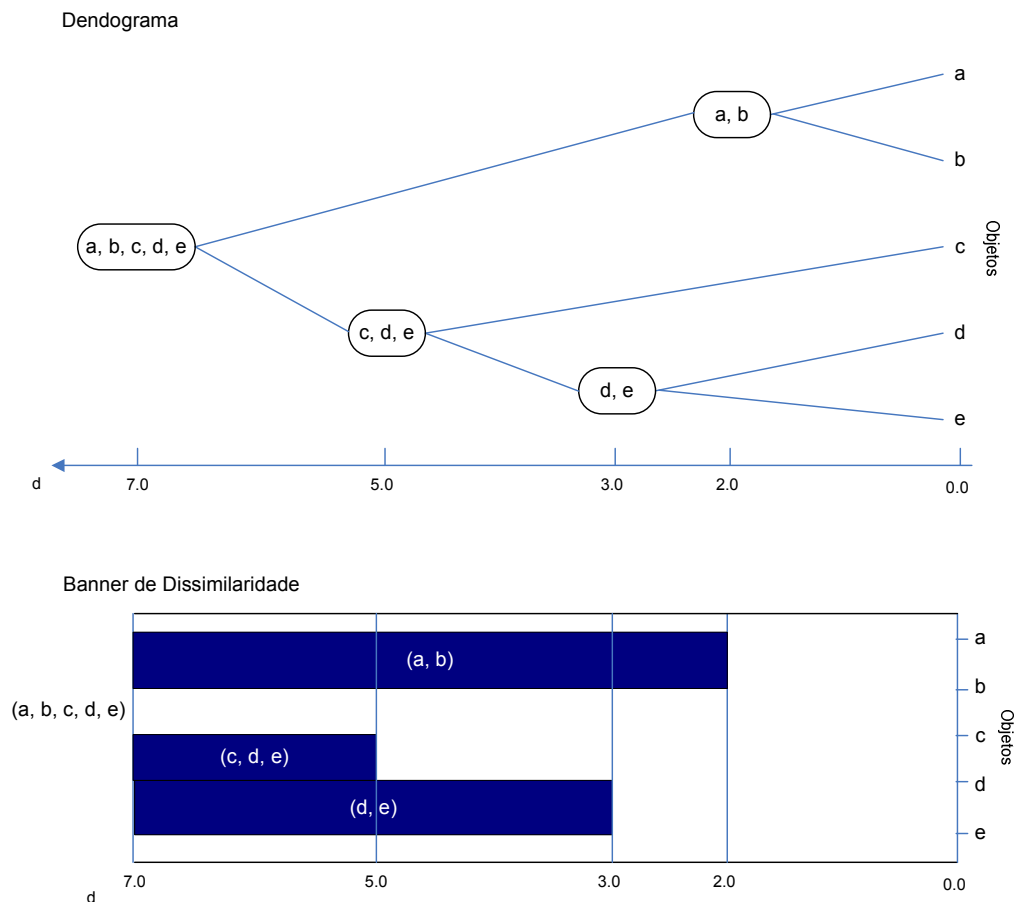 Dendograma
a
a, b
b
a, b, c, d, e
c
Objetos
c, d, e
d
d, e
e
d 7.0 5.0 3.0 2.0 0.0
Banner de Dissimilaridade
a
(a, b)
b
(a, b, c, d, e)
Objetos
c
(c, d, e)
d
(d, e)
e
7.0 5.0 3.0 2.0 0.0
d